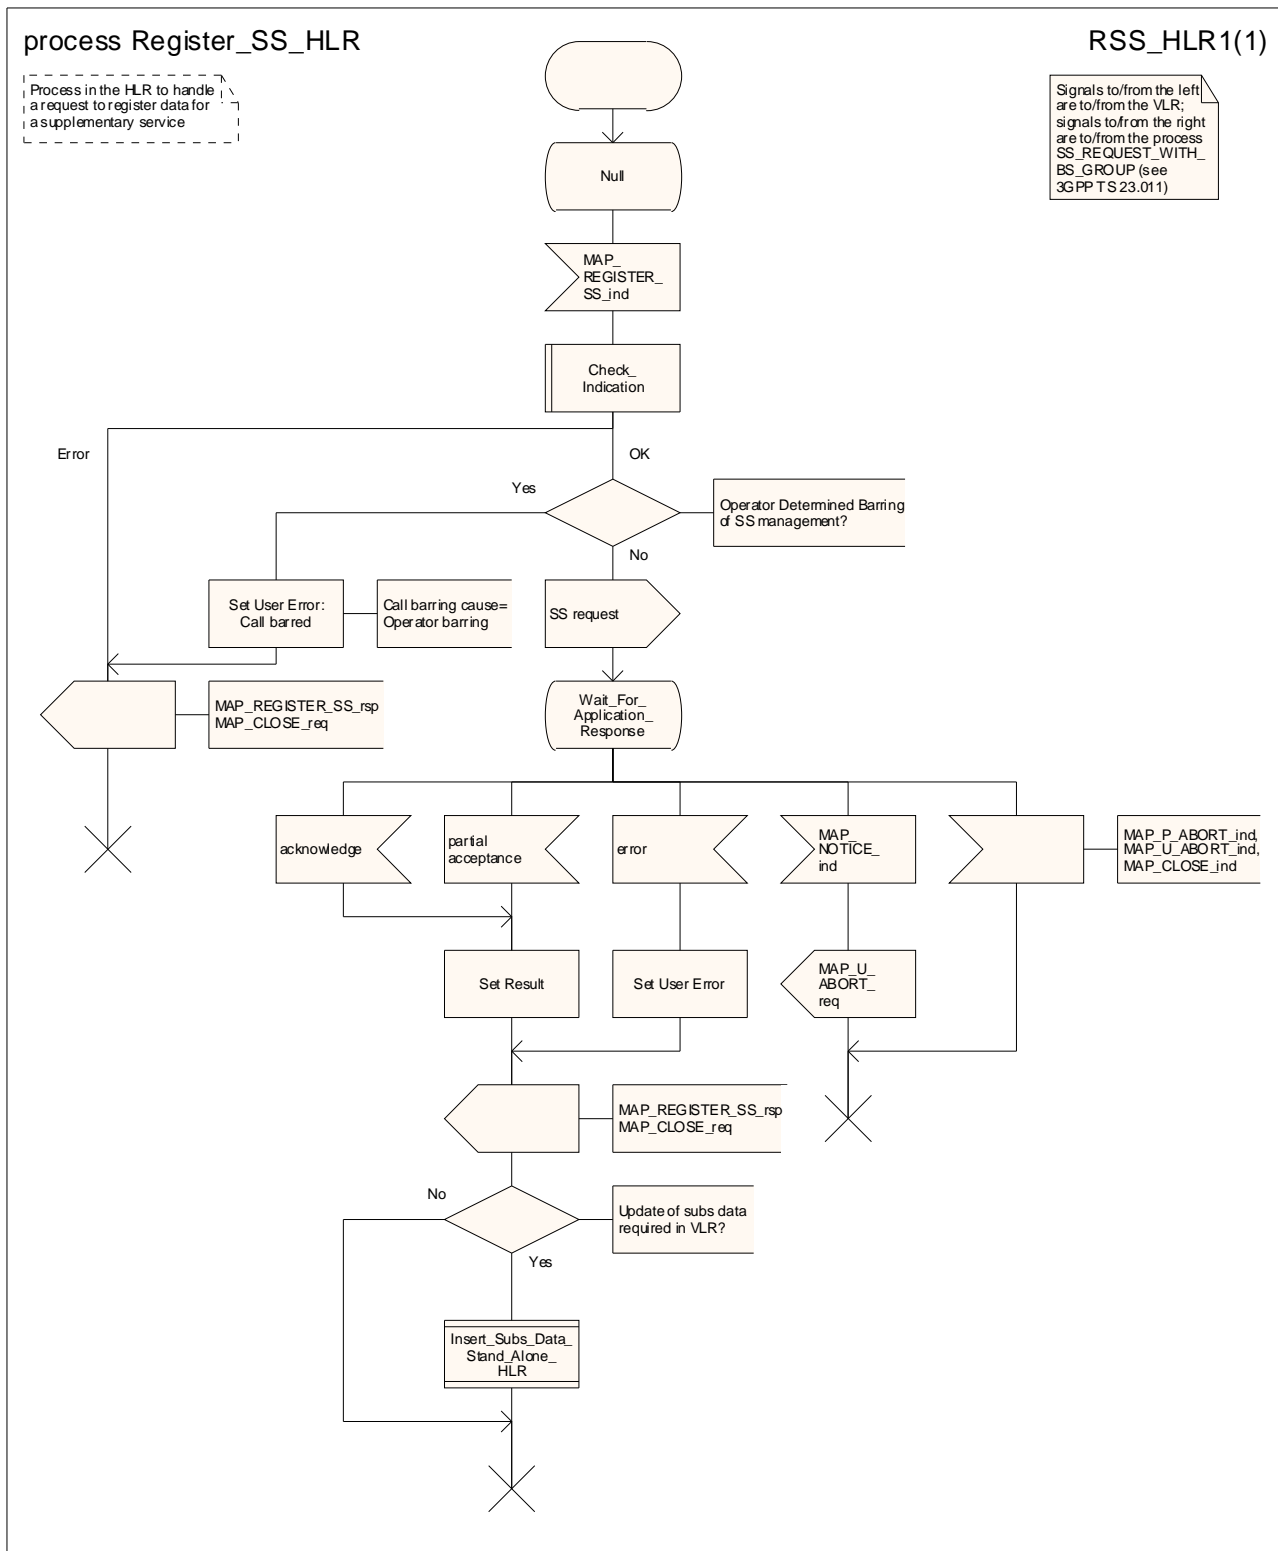 process Register_SS_HLR
RSS_HLR1(1)
Process in the HLR to handle
a request to register data for
a supplementary service
Signals to/from the left
are to/from the VLR;
signals to/from the right
are to/from the process
SS_REQUEST_WITH_
BS_GROUP (see
3GPP TS 23.011)
Null
MAP_
REGISTER_
SS_ind
Check_
Indication
Error
OK
Yes
Operator Determined Barring
of SS management?
No
Set User Error:
Call barred
Call barring cause=
Operator barring
SS request
MAP_REGISTER_SS_rsp
MAP_CLOSE_req
Wait_For_
Application_
Response
acknowledge
partial
acceptance
error
MAP_
NOTICE_
ind
MAP_P_ABORT_ind,
MAP_U_ABORT_ind,
MAP_CLOSE_ind
Set Result
Set User Error
MAP_U_
ABORT_
req
MAP_REGISTER_SS_rsp
MAP_CLOSE_req
No
Update of subs data
required in VLR?
Yes
Insert_Subs_Data_
Stand_Alone_
HLR